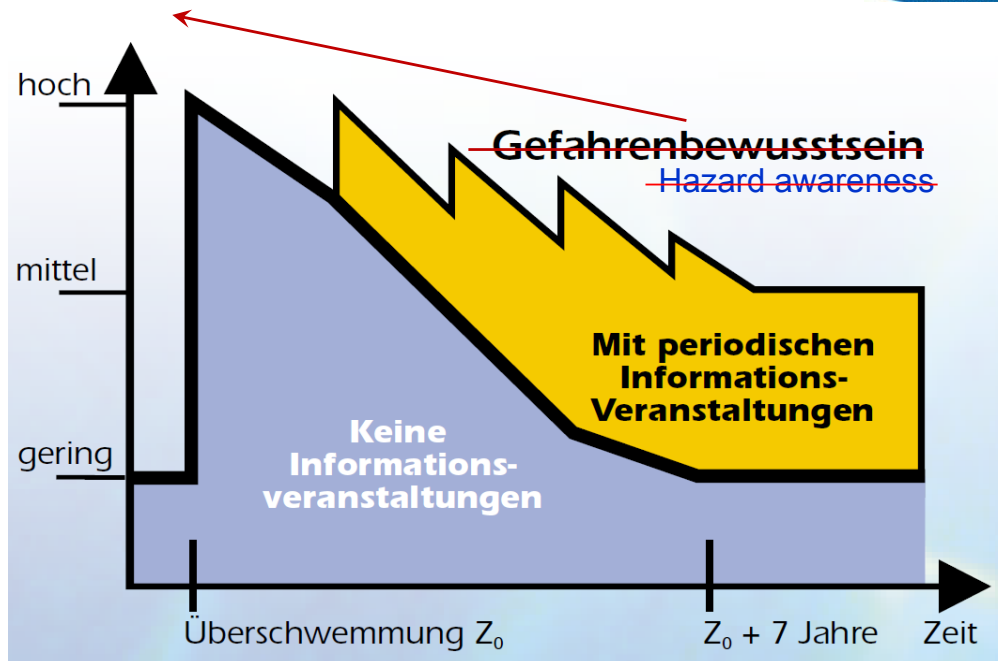 hoch
Gefahrenbewusstsein
Hazard awareness
mittel
Mit periodischen
Informations-
Veranstaltungen
gering
Keine
Informations-
veranstaltungen
Überschwemmung Z₀
Z₀ + 7 Jahre
Zeit